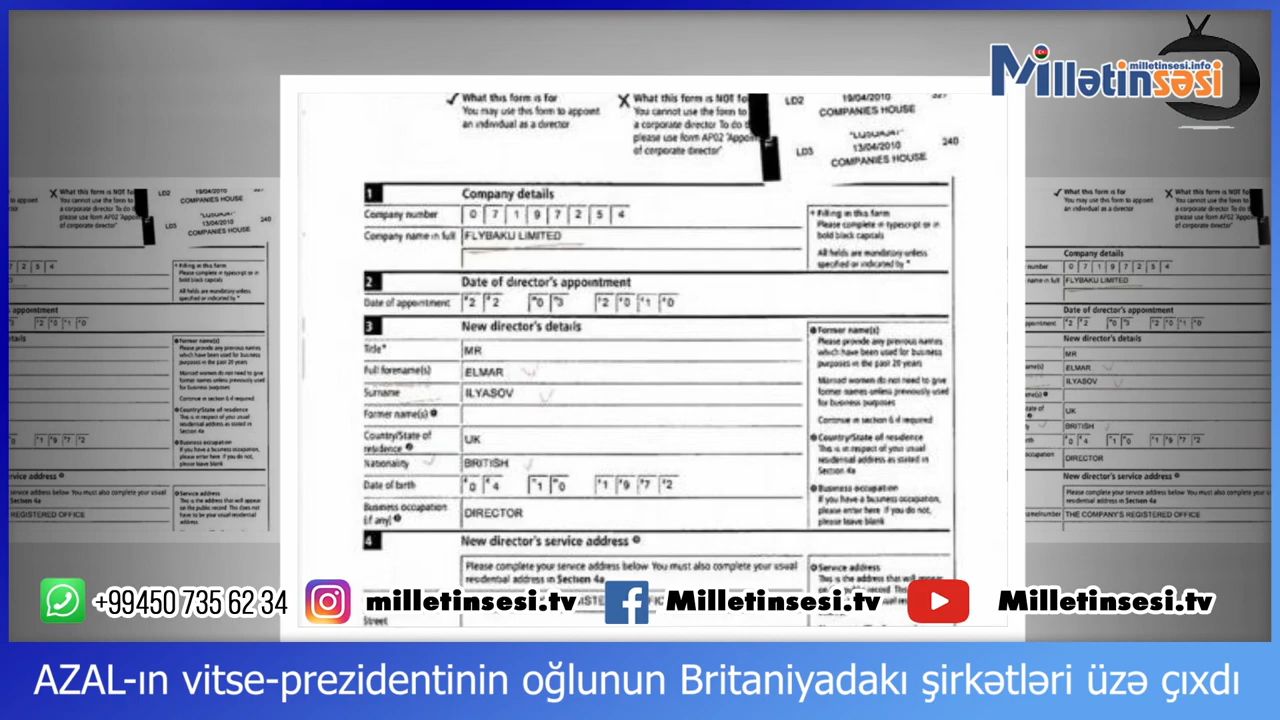 milletinsesi.info
Millətinsəsi
What this form is for
You may use this form to appoint
an individual as a director
What this form is NOT fo
You cannot use the form to
a corporate director To do t
please use form AP02 'Appoin
of corporate director'
LD2
19/04/2010
COMPANIES HOUSE
LD3
13/04/2010
COMPANIES HOUSE
240
1
Company details
Company number
0 7 1 9 7 2 5 4
Company name in full
FLYBAKU LIMITED
Filling in this form
Please complete in typescript or in
bold black capitals
All fields are mandatory unless
specified or indicated by *
2
Date of director's appointment
Date of appointment
2 2 0 3 2 0 1 0
3
New director's details
Title*
MR
Full forename(s)
ELMAR
Surname
ILYASOV
Former name(s)
Country/State of
residence
UK
Nationality
BRITISH
Date of birth
0 4 1 0 1 9 7 2
Business occupation
(if any)
DIRECTOR
Former name(s)
Please provide any previous names
which have been used for business
purposes in the past 20 years
Married women do not need to give
former names unless previously used
for business purposes
Continue in section 6 if required
Country/State of residence
This is in respect of your usual
residential address as stated in
Section 4a
Business occupation
If you have a business occupation,
please enter here If you do not,
please leave blank
4
New director's service address
Please complete your service address below You must also complete your usual
residential address in Section 4a
Service address
This is the address that will appear
Street
+99450 735 62 34
milletinsesi.tv
Milletinsesi.tv
Milletinsesi.tv
AZAL-ın vitse-prezidentinin oğlunun Britaniyadakı şirkətləri üzə çıxdı